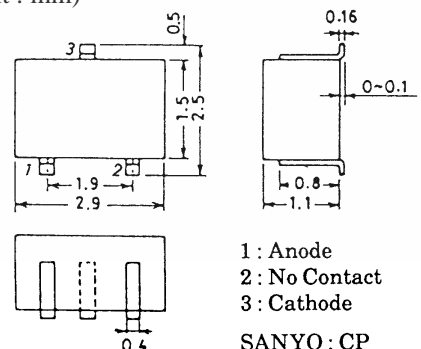 t : mm)
0.5
0.16
3
0~0.1
1.5
2.5
1
2
1.9
2.9
0.8
1.1
1 : Anode
2 : No Contact
3 : Cathode
0.4
SANYO : CP